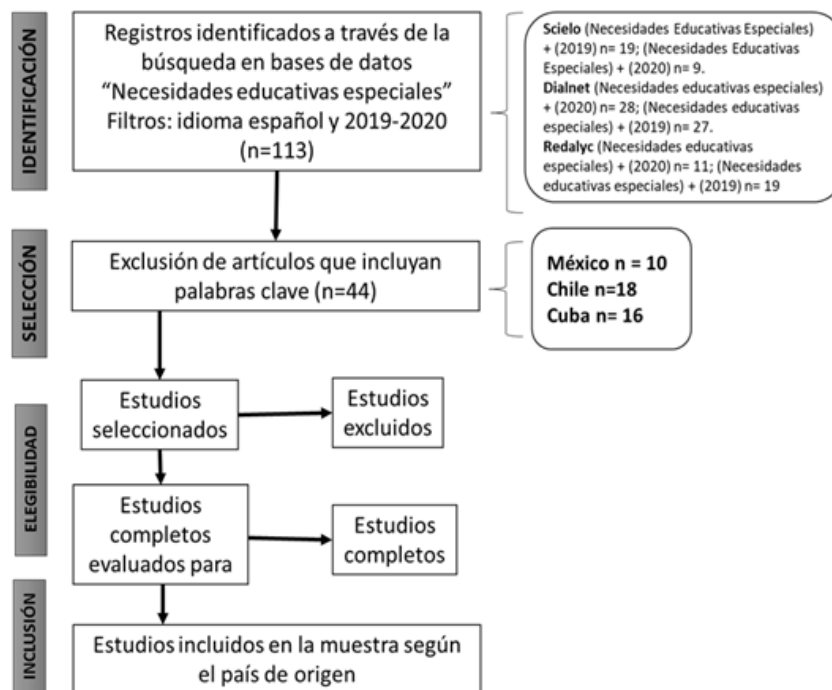 IDENTIFICACIÓN
Registros identificados a través de la
búsqueda en bases de datos
“Necesidades educativas especiales”
Filtros: idioma español y 2019-2020
(n=113)
Scielo (Necesidades Educativas Especiales)
+ (2019) n= 19; (Necesidades Educativas
Especiales) + (2020) n= 9.
Dialnet (Necesidades educativas especiales)
+ (2020) n= 28; (Necesidades educativas
especiales) + (2019) n= 27.
Redalyc (Necesidades educativas
especiales) + (2020) n= 11; (Necesidades
educativas especiales) + (2019) n= 19
SELECCIÓN
Exclusión de artículos que incluyan
palabras clave (n=44)
México n = 10
Chile n=18
Cuba n= 16
ELEGIBILIDAD
Estudios
seleccionados
Estudios
excluidos
Estudios
completos
evaluados para
Estudios
completos
INCLUSIÓN
Estudios incluidos en la muestra según
el país de origen